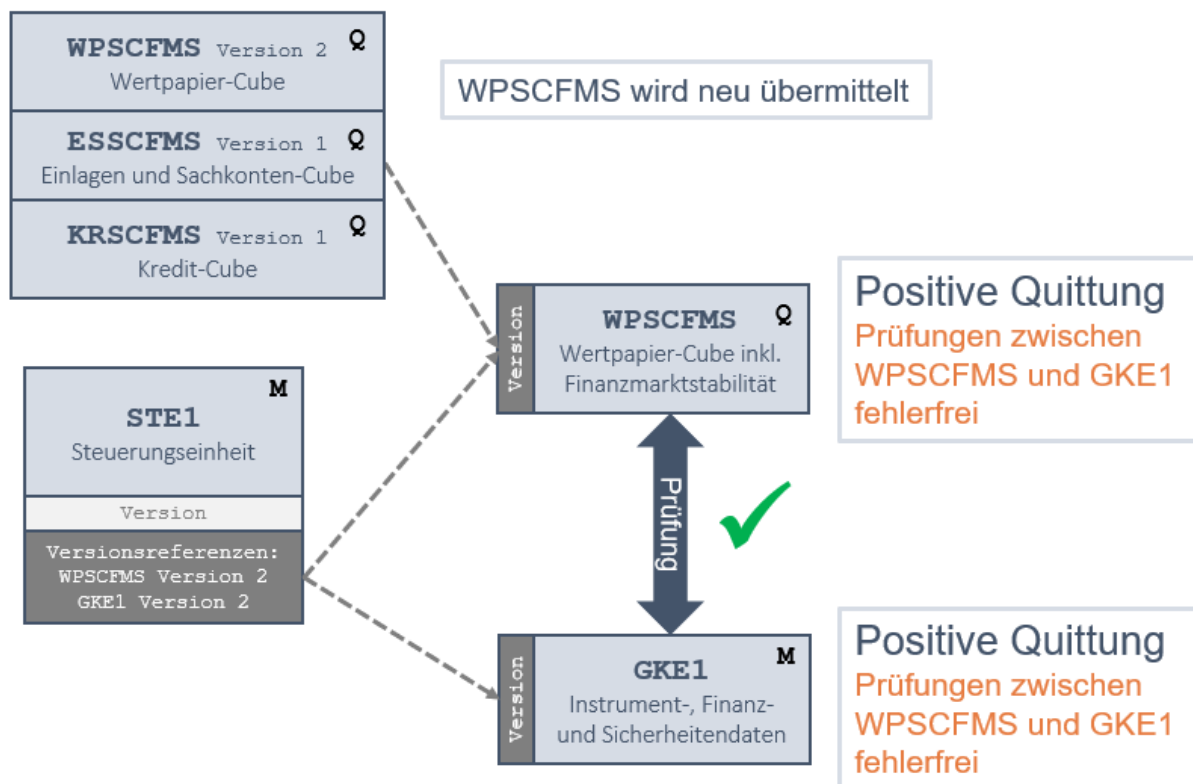 WPSCFMS Version 2 Q
Wertpapier-Cube
ESSCFMS Version 1 Q
Einlagen und Sachkonten-Cube
KRSCFMS Version 1 Q
Kredit-Cube
WPSCFMS wird neu übermittelt
Version
WPSCFMS Q
Wertpapier-Cube inkl.
Finanzmarktstabilität
Positive Quittung
Prüfungen zwischen
WPSCFMS und GKE1
fehlerfrei
M
STE1
Steuerungseinheit
Version
Versionsreferenzen:
WPSCFMS Version 2
GKE1 Version 2
Prüfung
Version
GKE1 M
Instrument-, Finanz-
und Sicherheitendaten
Positive Quittung
Prüfungen zwischen
WPSCFMS und GKE1
fehlerfrei